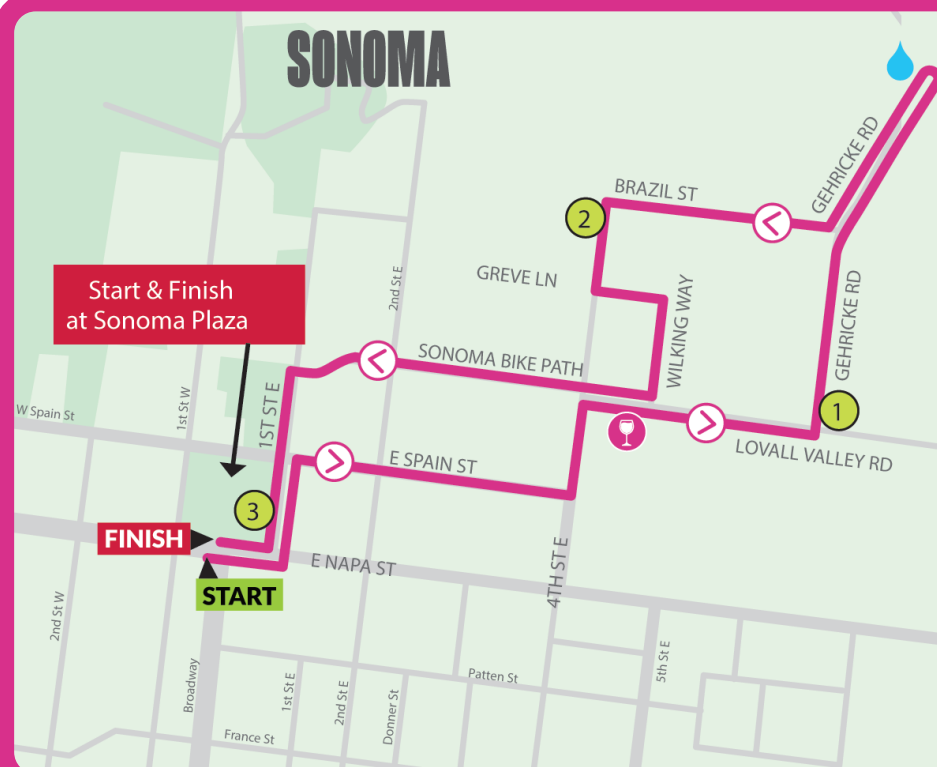 SONOMA
GEHRICKE RD
BRAZIL ST
2
GREVE LN
2nd St E
WILKING WAY
GEHRICKE RD
Start & Finish
at Sonoma Plaza
SONOMA BIKE PATH
1ST ST E
1st St W
W Spain St
1
LOVALL VALLEY RD
E SPAIN ST
3
FINISH
START
E NAPA ST
4TH ST E
2nd St W
Broadway
1st St E
2nd St E
Donner St
Patten St
5th St E
France St